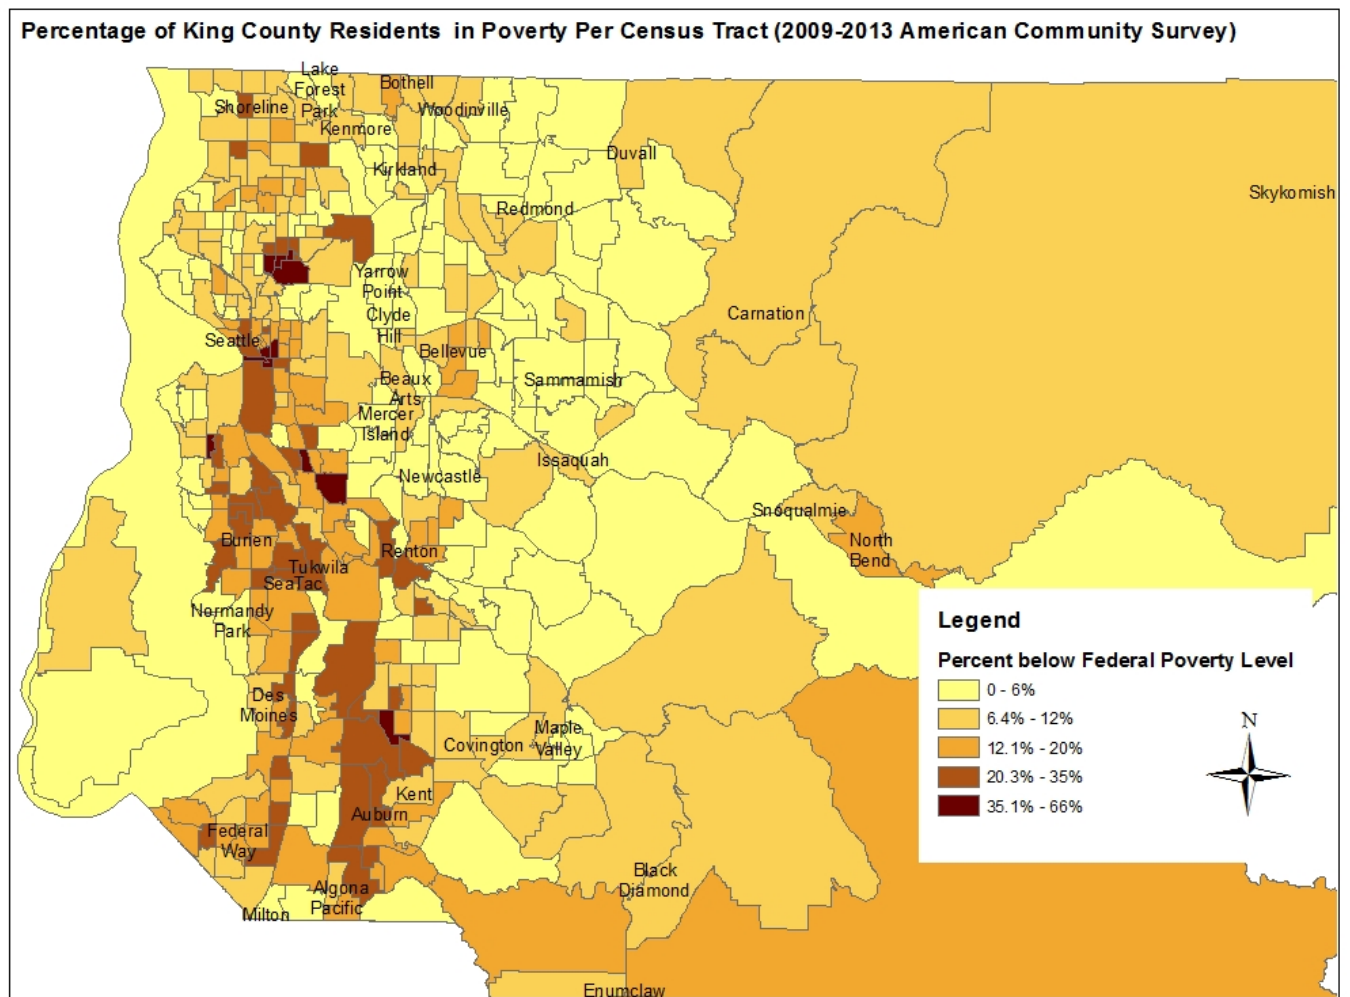 Percentage of King County Residents in Poverty Per Census Tract (2009-2013 American Community Survey)
Lake
Forest
Park
Bothell
Shoreline
Woodinville
Kenmore
Duvall
Kirkland
Skykomish
Redmond
Yarrow
Point
Clyde
Hill
Carnation
Seattle
Bellevue
Beaux
Arts
Sammamish
Mercer
Island
Issaquah
Newcastle
Snoqualmie
North
Bend
Burien
Renton
Tukwila
SeaTac
Normandy
Park
Des
Moines
Covington
Maple
Valley
Kent
Auburn
Federal
Way
Black
Diamond
Algona
Pacific
Milton
Enumclaw
Legend
Percent below Federal Poverty Level
0 - 6%
6.4% - 12%
12.1% - 20%
20.3% - 35%
35.1% - 66%
N